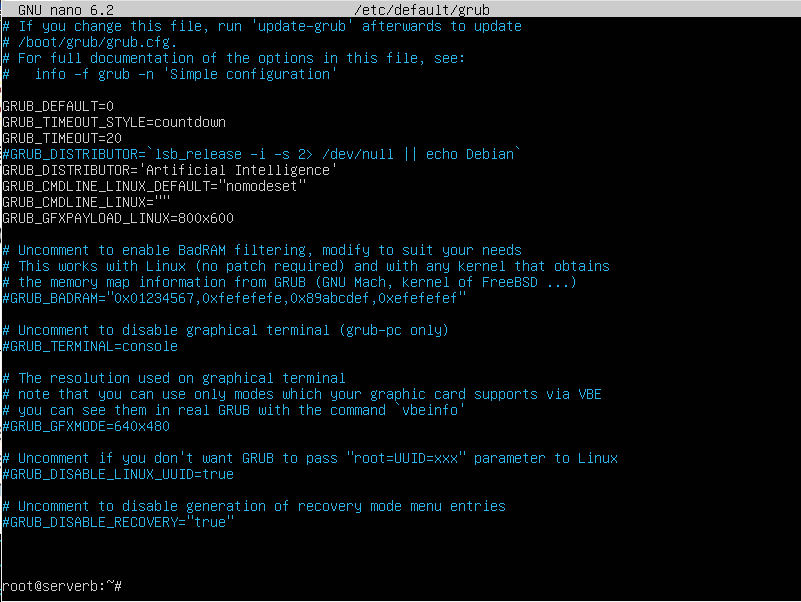 GNU nano 6.2 /etc/default/grub
# If you change this file, run 'update-grub' afterwards to update
# /boot/grub/grub.cfg.
# For full documentation of the options in this file, see:
#   info -f grub -n 'Simple configuration'
GRUB_DEFAULT=0
GRUB_TIMEOUT_STYLE=countdown
GRUB_TIMEOUT=20
#GRUB_DISTRIBUTOR=`lsb_release -i -s 2> /dev/null || echo Debian`
GRUB_DISTRIBUTOR='Artificial Intelligence'
GRUB_CMDLINE_LINUX_DEFAULT="nomodeset"
GRUB_CMDLINE_LINUX=""
GRUB_GFXPAYLOAD_LINUX=800x600
# Uncomment to enable BadRAM filtering, modify to suit your needs
# This works with Linux (no patch required) and with any kernel that obtains
# the memory map information from GRUB (GNU Mach, kernel of FreeBSD ...)
#GRUB_BADRAM="0x01234567,0xfefefefe,0x89abcdef,0xefefefef"
# Uncomment to disable graphical terminal (grub-pc only)
#GRUB_TERMINAL=console
# The resolution used on graphical terminal
# note that you can use only modes which your graphic card supports via VBE
# you can see them in real GRUB with the command `vbeinfo'
#GRUB_GFXMODE=640x480
# Uncomment if you don't want GRUB to pass "root=UUID=xxx" parameter to Linux
#GRUB_DISABLE_LINUX_UUID=true
# Uncomment to disable generation of recovery mode menu entries
#GRUB_DISABLE_RECOVERY="true"
root@serverb:~#